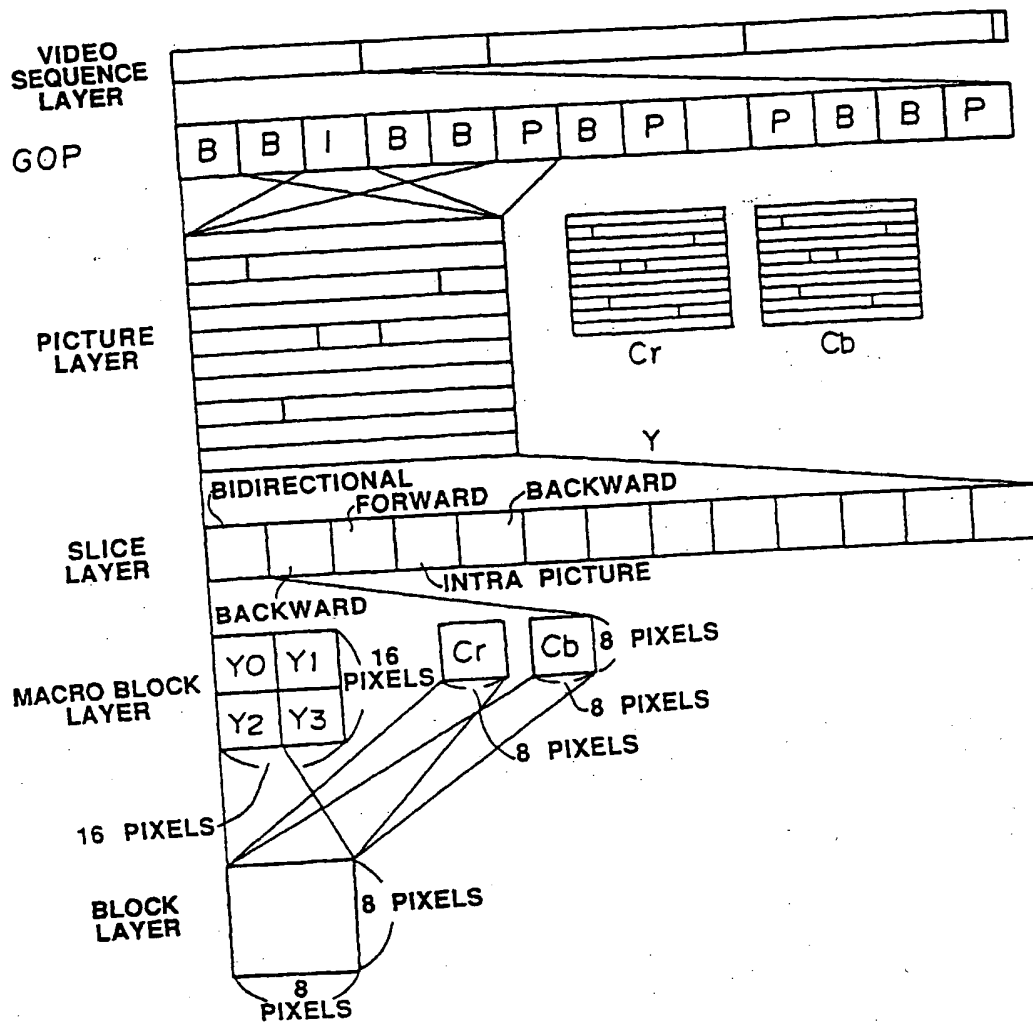 VIDEO
SEQUENCE
LAYER
GOP
B B I B B P B P P B B P
PICTURE
LAYER
Cr
Cb
Y
BIDIRECTIONAL
FORWARD
BACKWARD
SLICE
LAYER
INTRA PICTURE
BACKWARD
MACRO BLOCK
LAYER
Y0 Y1
Y2 Y3
16
PIXELS
Cr
Cb
8 PIXELS
8 PIXELS
8 PIXELS
16 PIXELS
BLOCK
LAYER
8 PIXELS
8
PIXELS